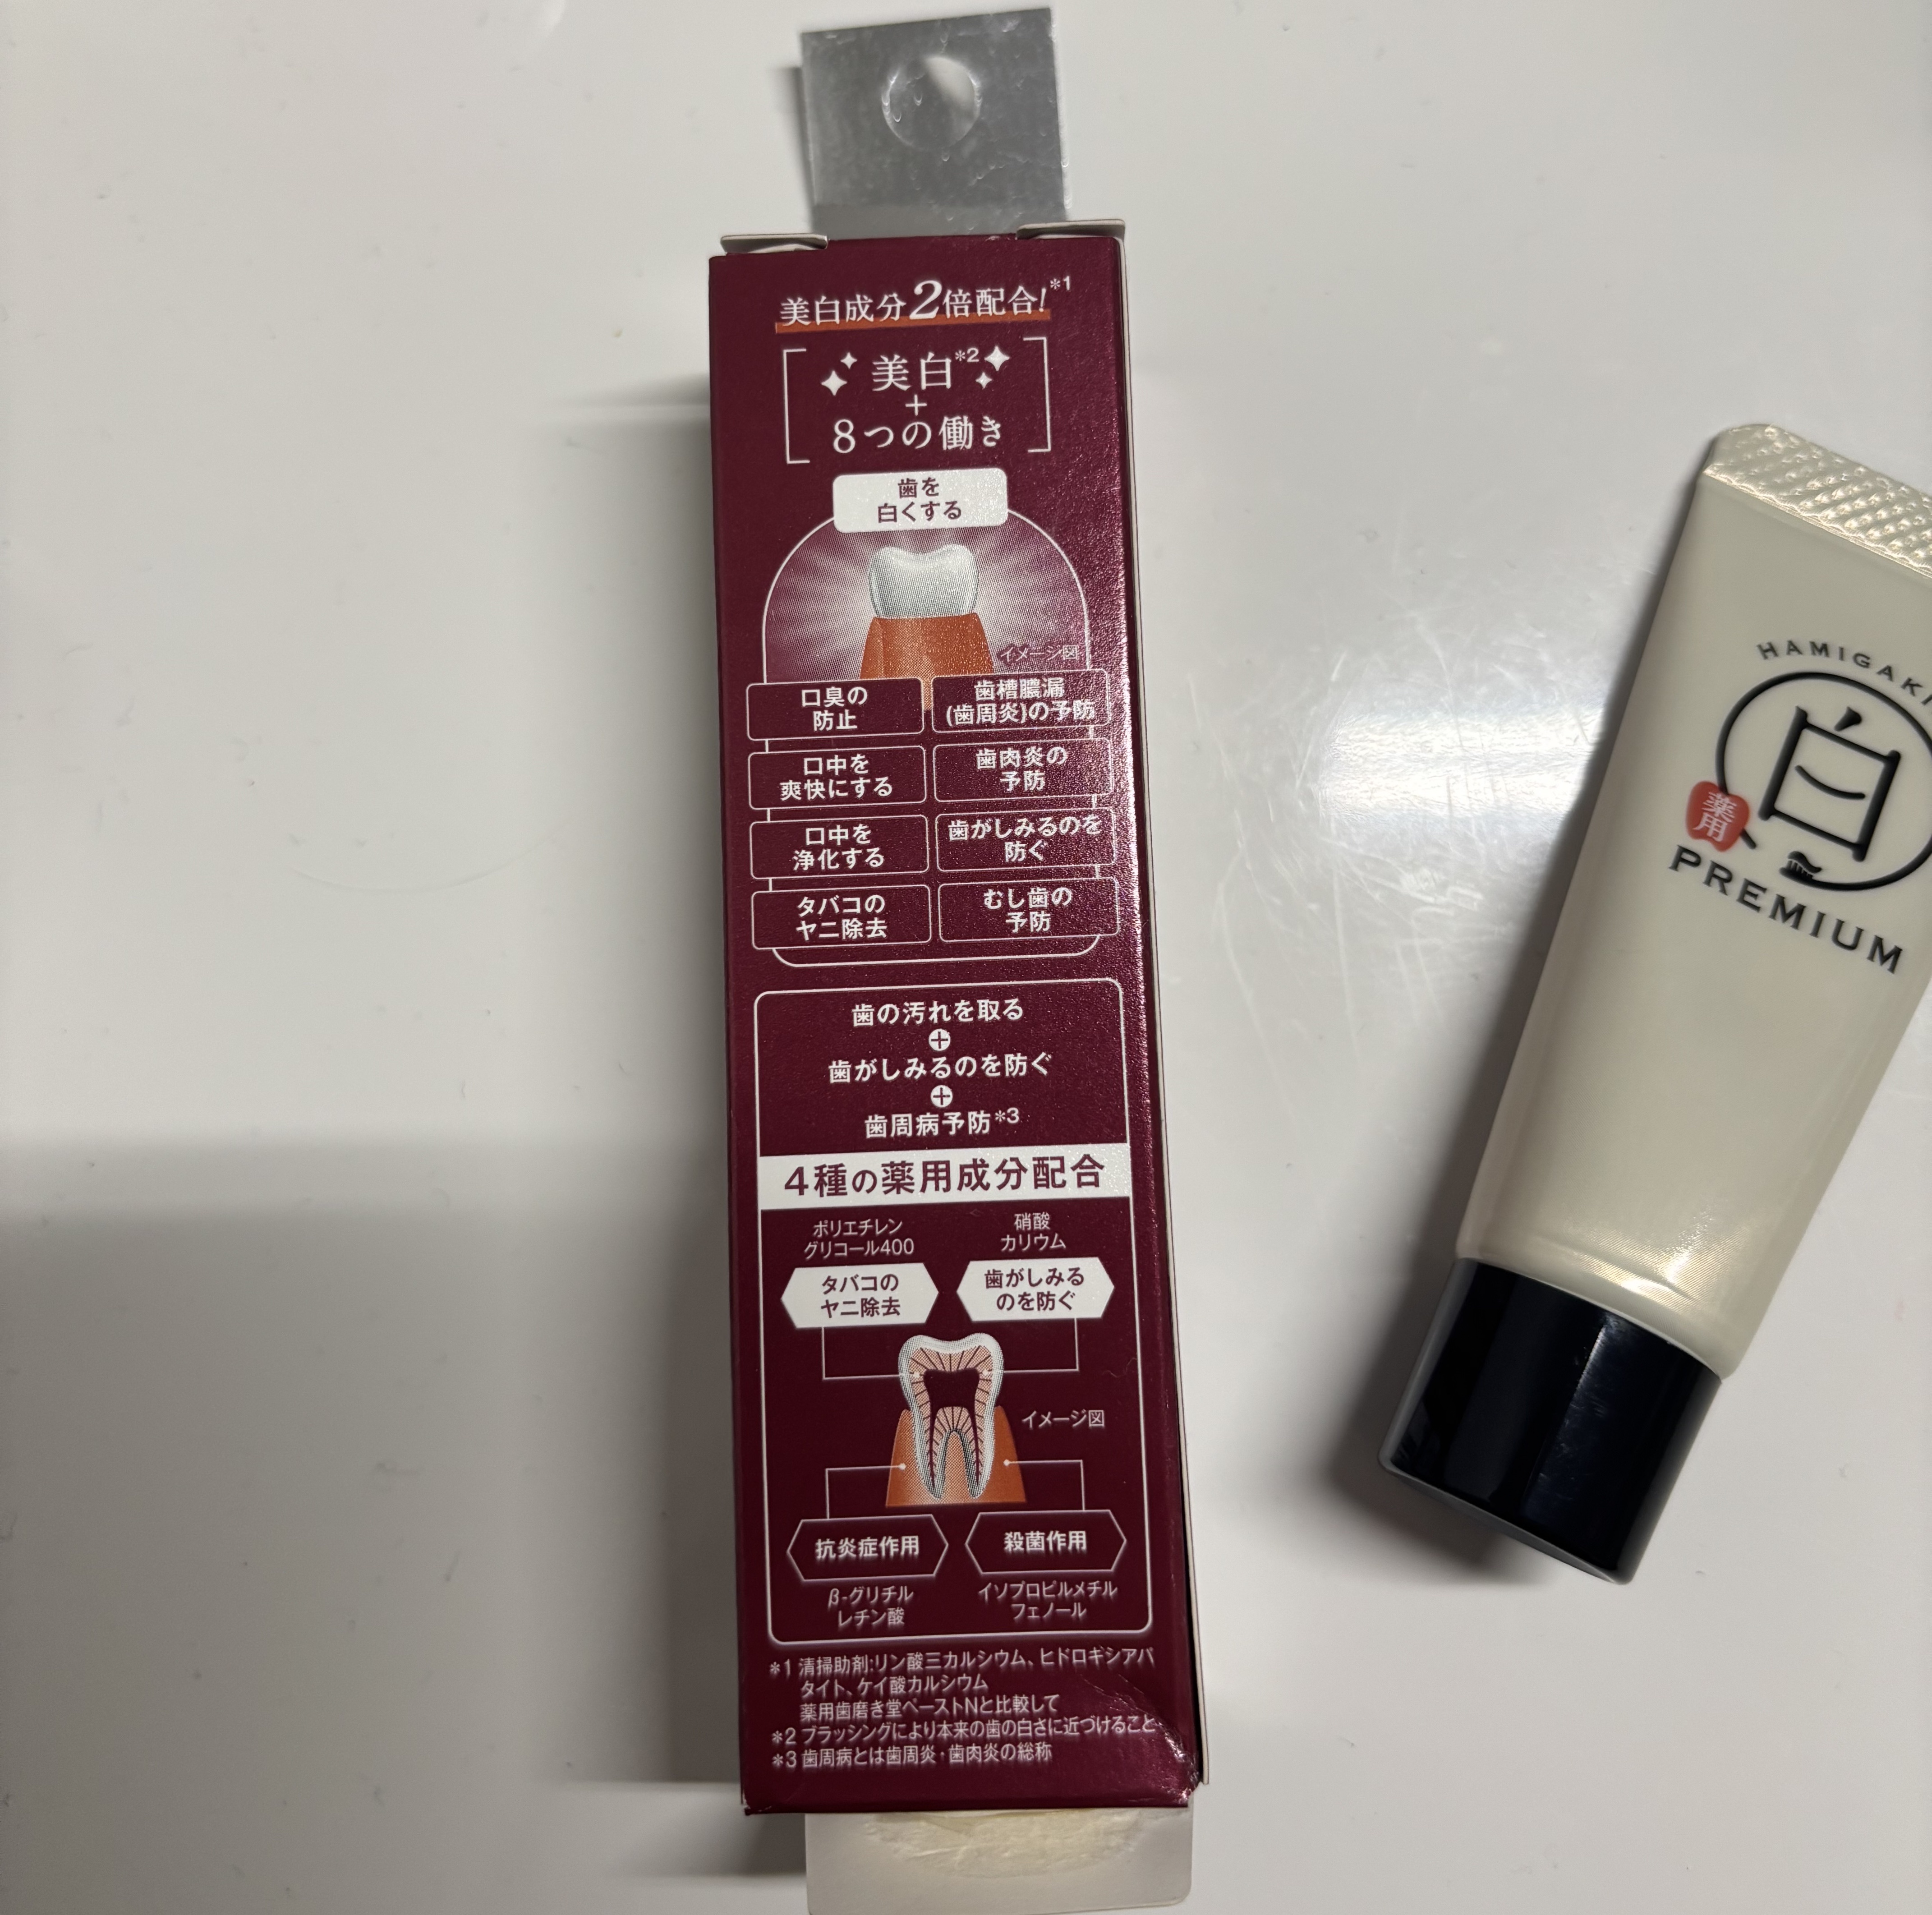 美白成分2倍配合!*1
美白*2
+
8つの働き
歯を
白くする
イメージ図
口臭の
防止
歯槽膿漏
(歯周炎)の予防
口中を
爽快にする
歯肉炎の
予防
口中を
浄化する
歯がしみるのを
防ぐ
タバコの
ヤニ除去
むし歯の
予防
歯の汚れを取る
+
歯がしみるのを防ぐ
+
歯周病予防*3
4種の薬用成分配合
ポリエチレン
グリコール400
タバコの
ヤニ除去
硝酸
カリウム
歯がしみる
のを防ぐ
イメージ図
抗炎症作用
β-グリチル
レチン酸
殺菌作用
イソプロピルメチル
フェノール
*1 清掃助剤:リン酸三カルシウム、ヒドロキシアパ
タイト、ケイ酸カルシウム
薬用歯磨き堂ペーストNと比較して
*2 ブラッシングにより本来の歯の白さに近づけること
*3 歯周病とは歯周炎・歯肉炎の総称
HAMIGAKI
白
薬用
PREMIUM